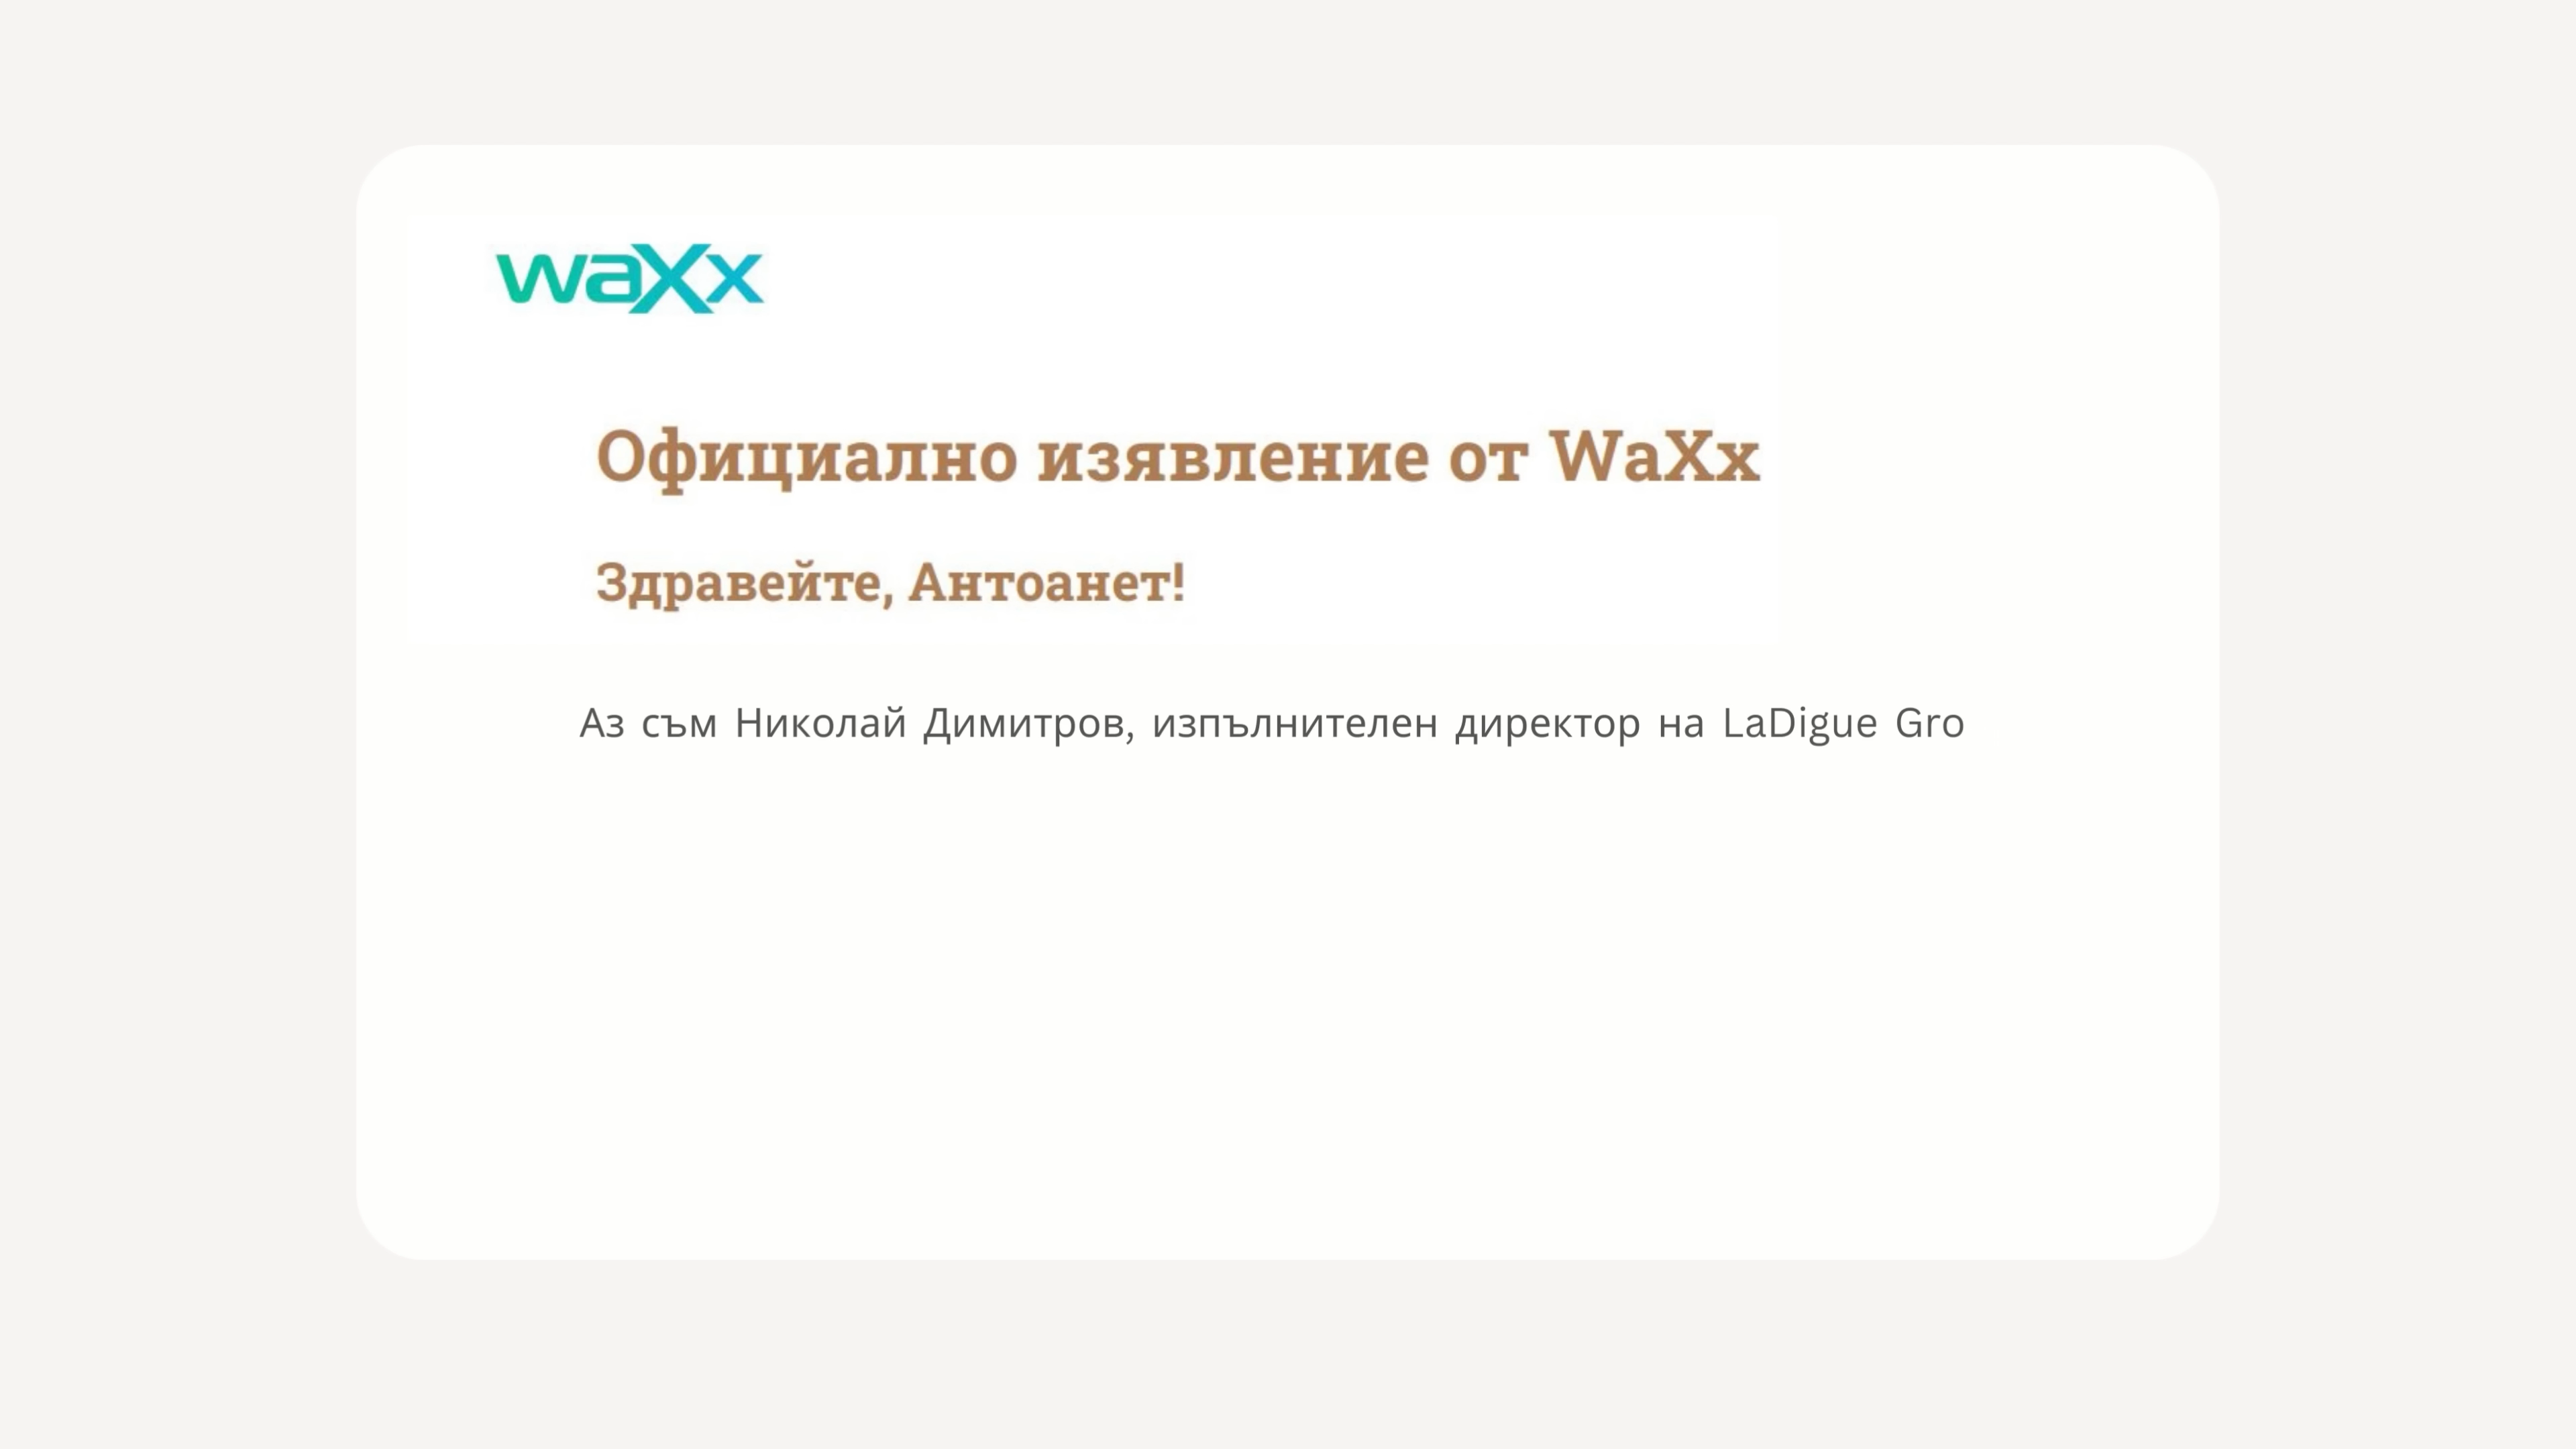 waXx
Официално изявление от WaXx
Здравейте, Антоанет!
Аз съм Николай Димитров, изпълнителен директор на LaDigue Gro